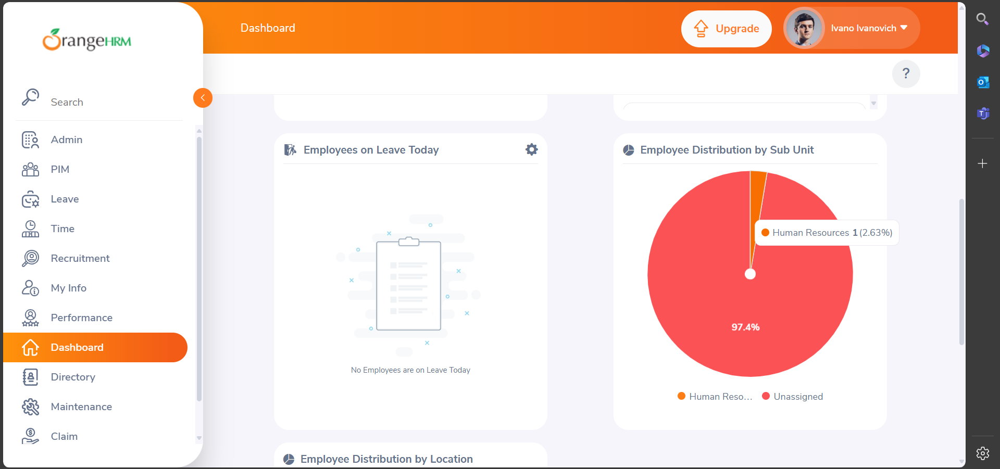 OrangeHRM
Dashboard
Upgrade
Ivano Ivanovich
?
Search
Admin
PIM
Leave
Time
Recruitment
My Info
Performance
Dashboard
Directory
Maintenance
Claim
Employees on Leave Today
No Employees are on Leave Today
Employee Distribution by Sub Unit
Human Resources 1 (2.63%)
97.4%
Human Reso...
Unassigned
Employee Distribution by Location